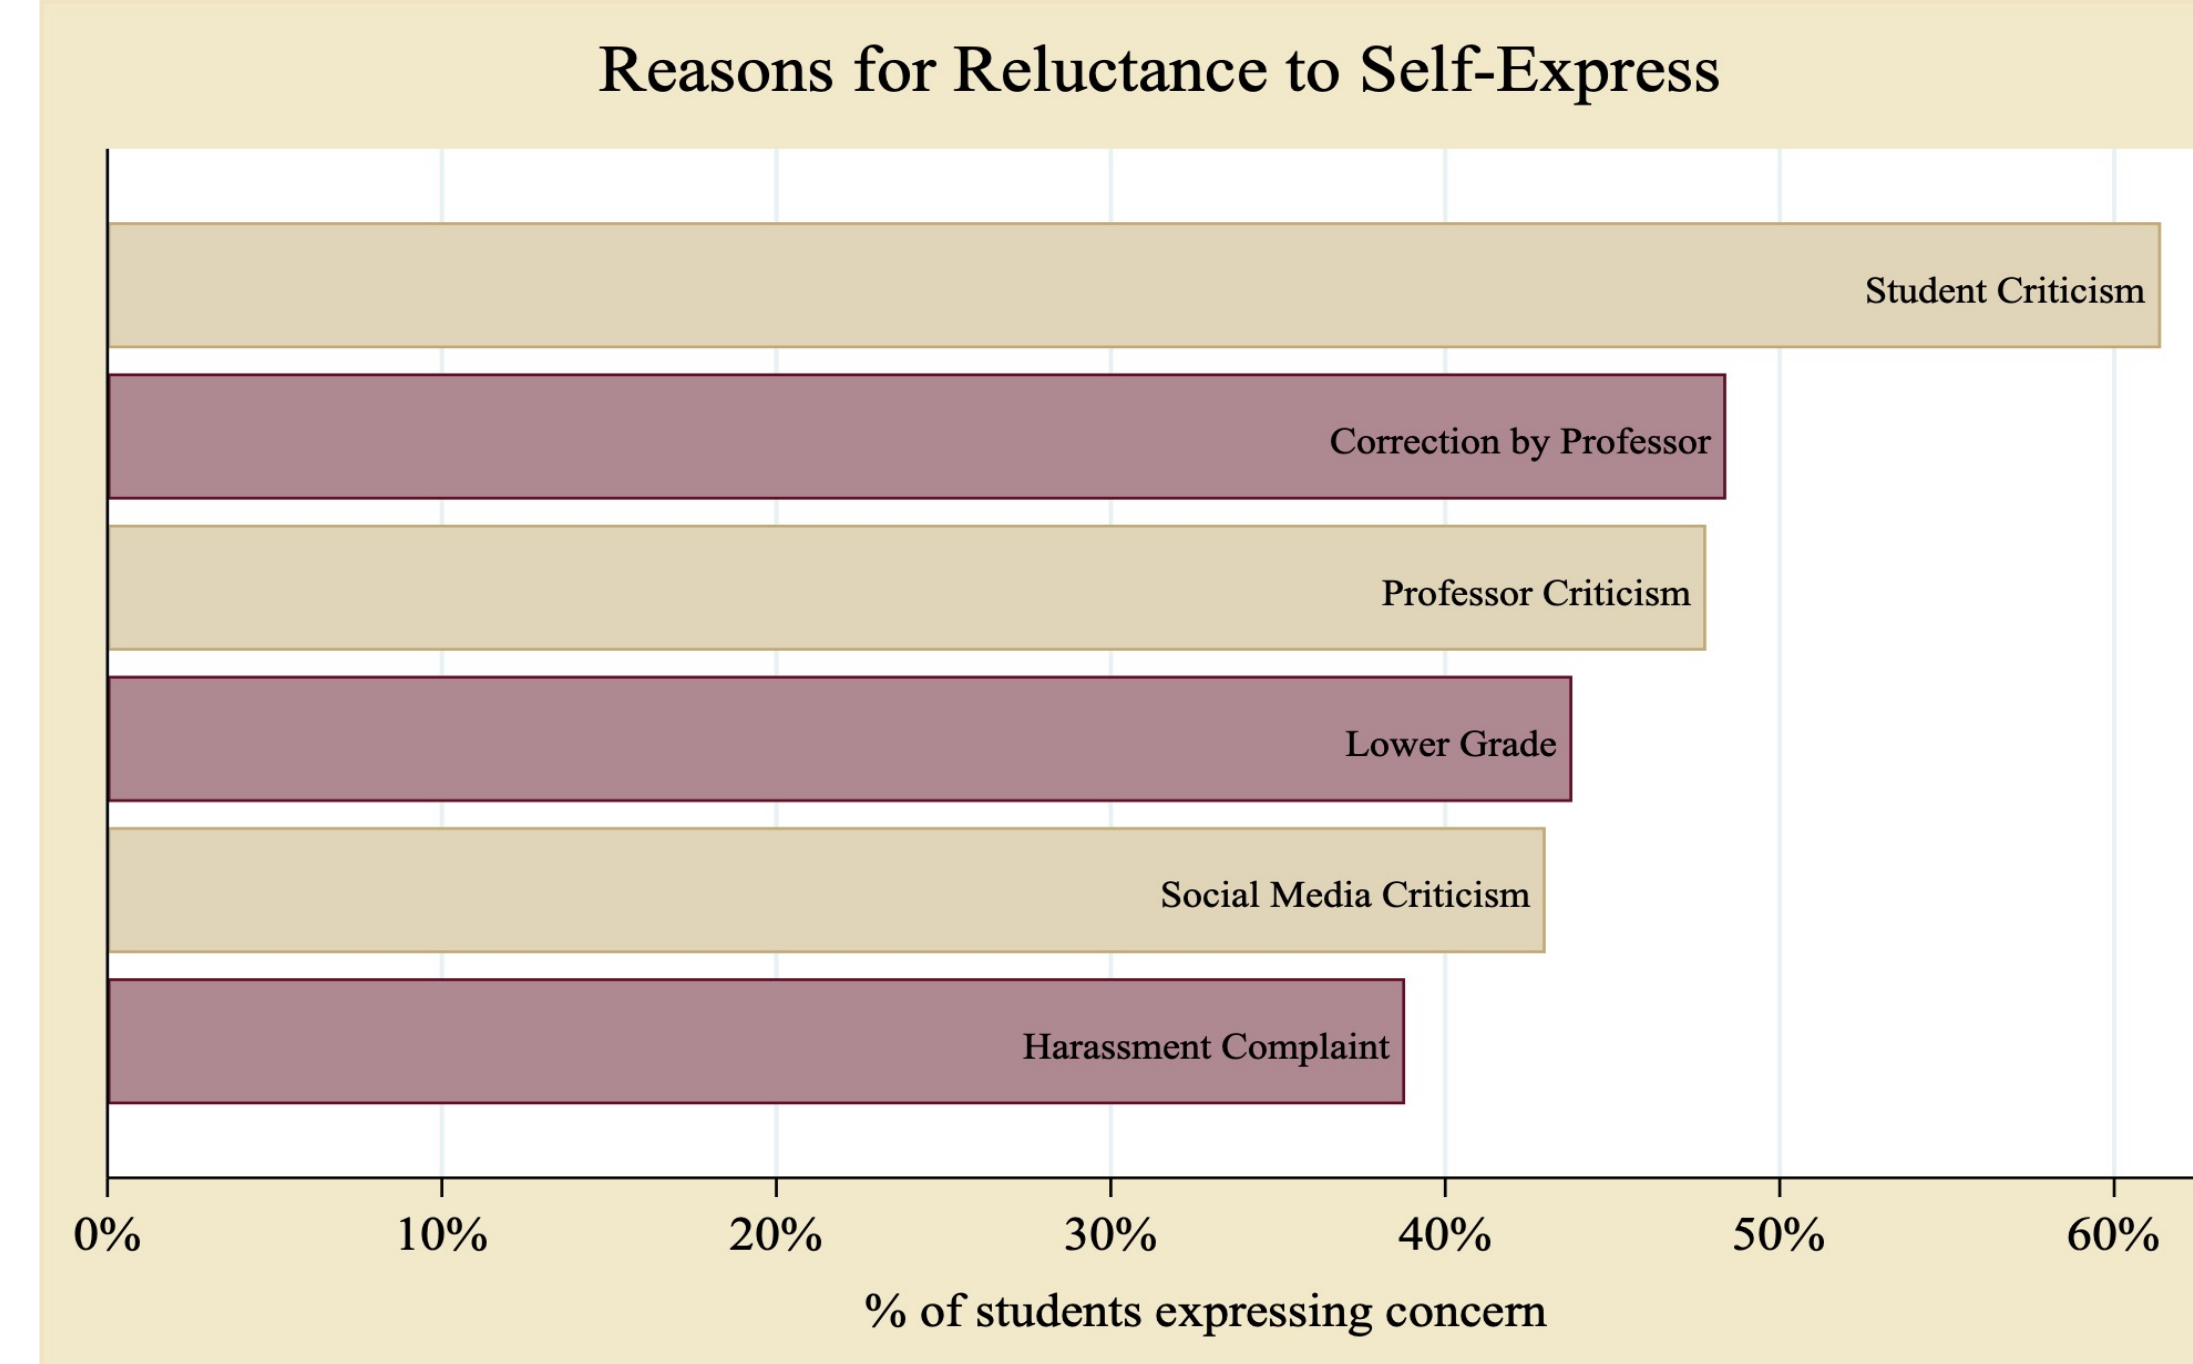 Reasons for Reluctance to Self-Express
Student Criticism
Correction by Professor
Professor Criticism
Lower Grade
Social Media Criticism
Harassment Complaint
0% 10% 20% 30% 40% 50% 60%
% of students expressing concern